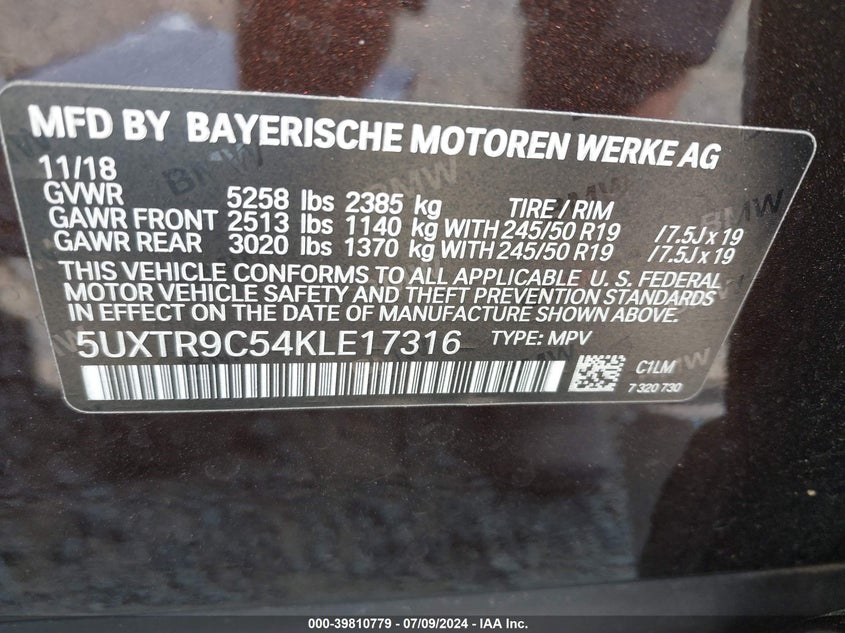 MFD BY BAYERISCHE MOTOREN WERKE AG
11/18
GVWR 5258 lbs 2385 kg TIRE / RIM
GAWR FRONT 2513 lbs 1140 kg WITH 245/50 R19 /7.5J x 19
GAWR REAR 3020 lbs 1370 kg WITH 245/50 R19 /7.5J x 19
THIS VEHICLE CONFORMS TO ALL APPLICABLE U. S. FEDERAL
MOTOR VEHICLE SAFETY AND THEFT PREVENTION STANDARDS
IN EFFECT ON THE DATE OF MANUFACTURE SHOWN ABOVE.
5UXTR9C54KLE17316 TYPE: MPV
C1LM
7 320 730
000-39810779 / 07/09/2024 - IAA Inc.